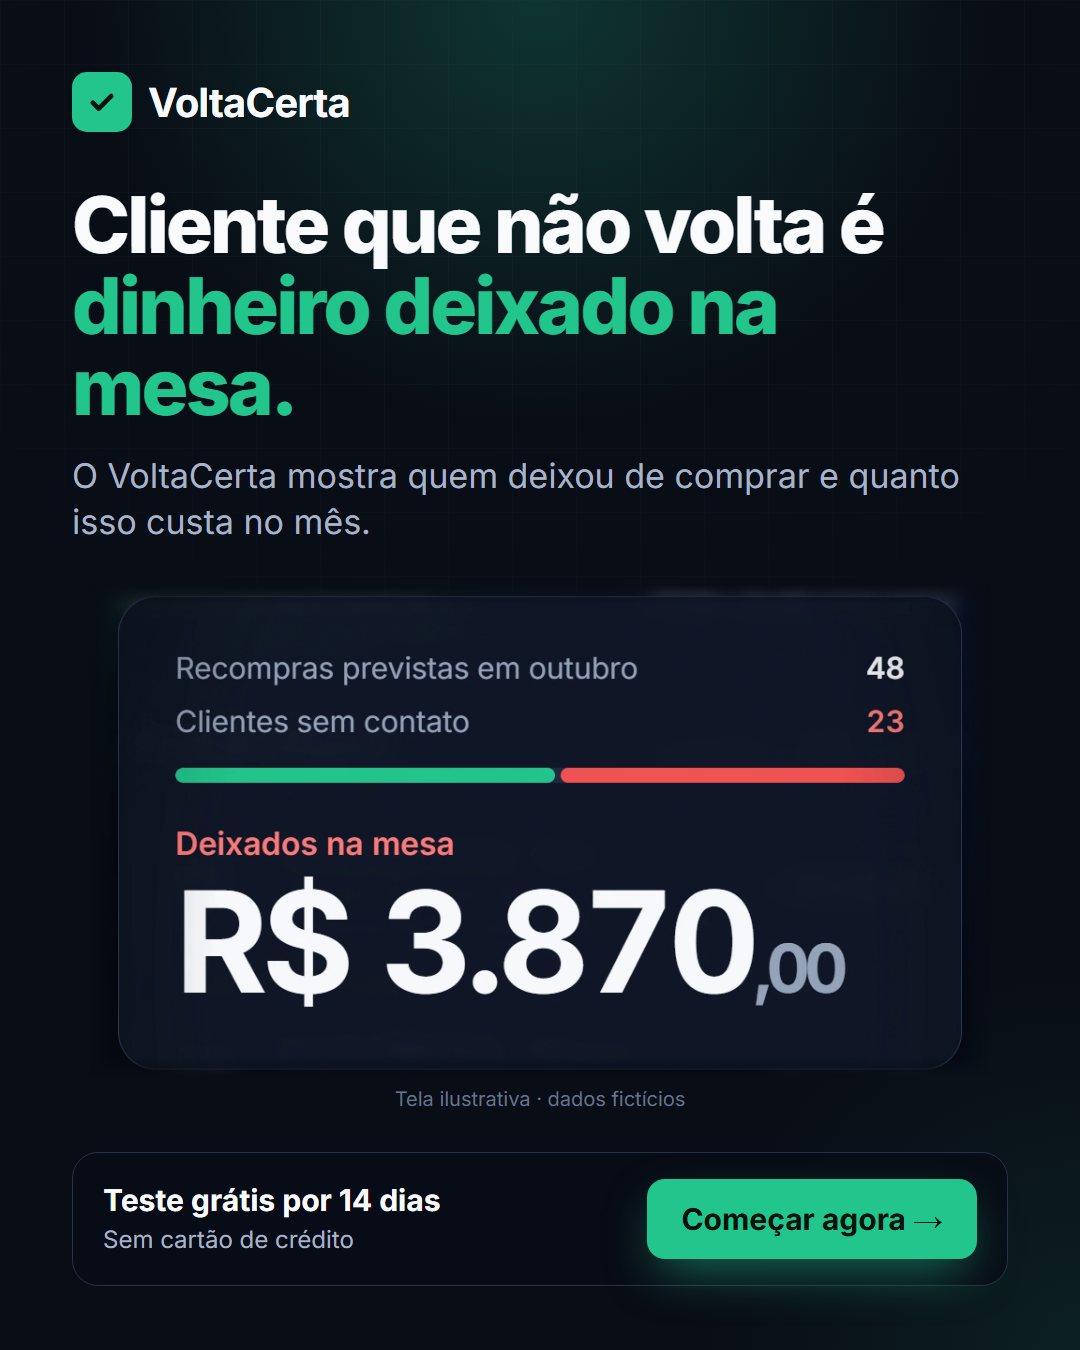 VoltaCerta
Cliente que não volta é
dinheiro deixado na
mesa.
O VoltaCerta mostra quem deixou de comprar e quanto
isso custa no mês.
Recompras previstas em outubro 48
Clientes sem contato 23
Deixados na mesa
R$ 3.870,00
Tela ilustrativa · dados fictícios
Teste grátis por 14 dias
Sem cartão de crédito
Começar agora →